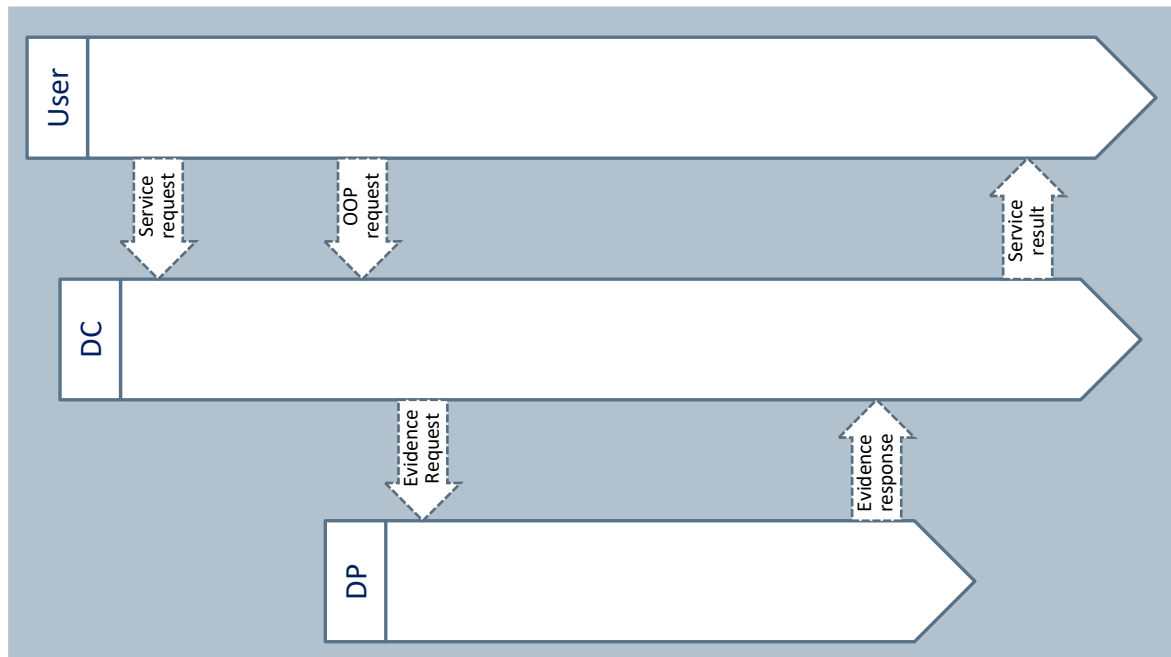 User
Service
request
OOP
request
Service
result
DC
Evidence
Request
Evidence
response
DP